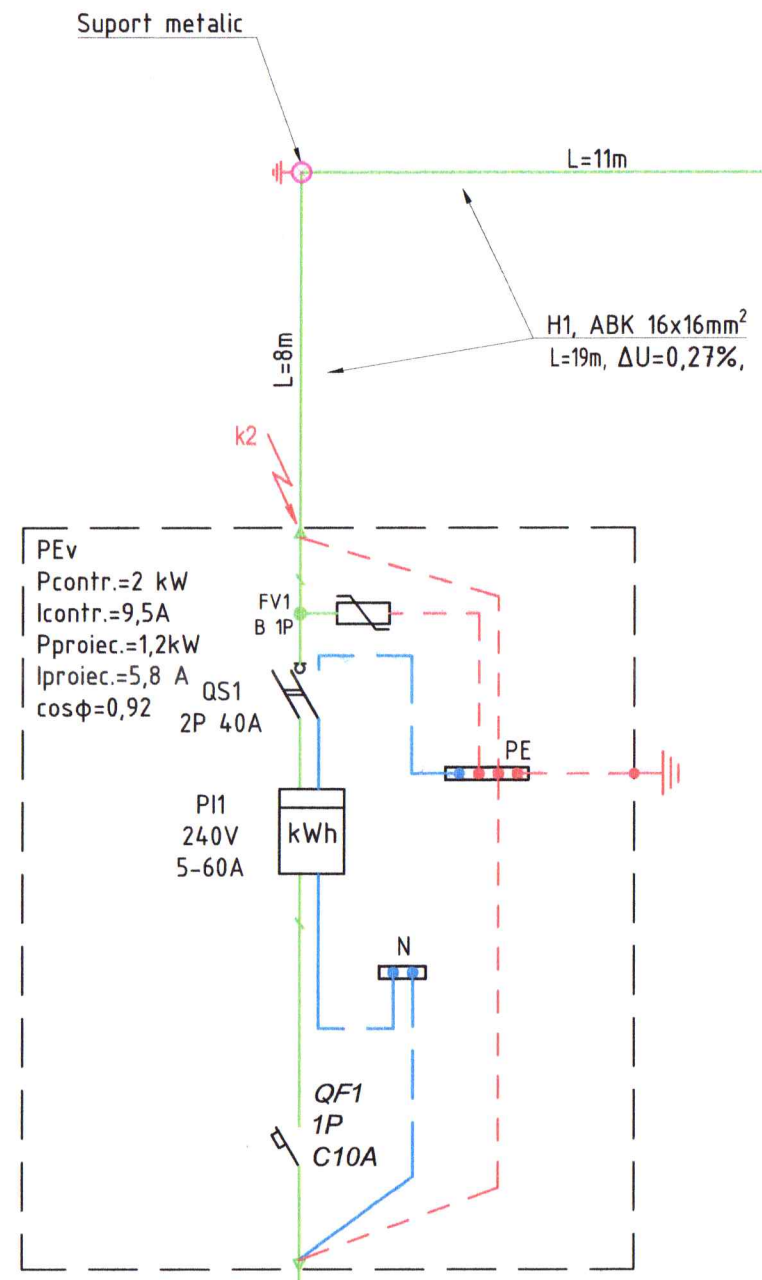 Suport metalic
L=11m
L=8m
H1, ABK 16x16mm²
L=19m, ΔU=0,27%,
k2
PEv
Pcontr.=2 kW
Icontr.=9,5A
Pproiec.=1,2kW
Iproiec.=5,8 A
cosφ=0,92
FV1
B 1P
QS1
2P 40A
PE
PI1
240V
5-60A
kWh
N
QF1
1P
C10A